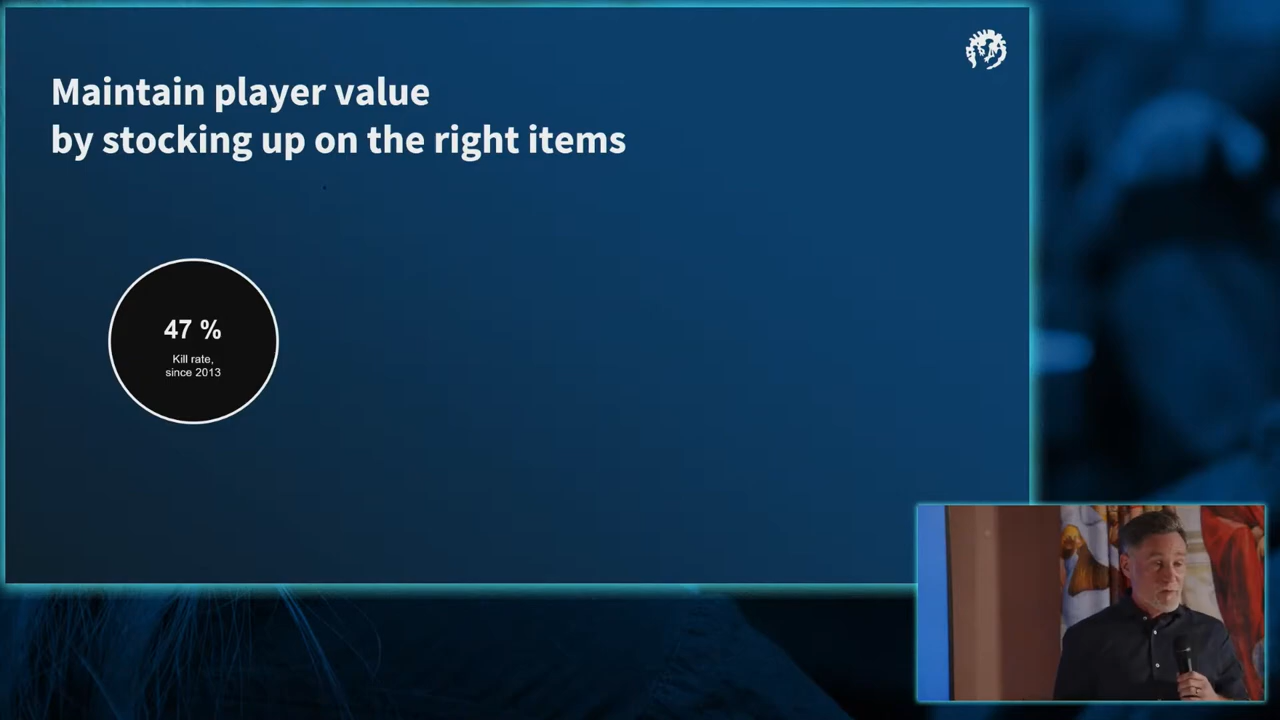 Maintain player value
by stocking up on the right items
47 %
Kill rate,
since 2013